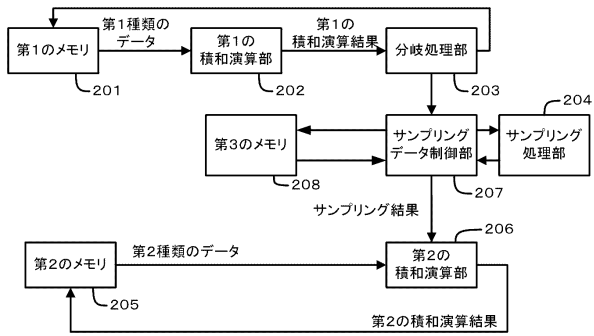 第1のメモリ
201
第1種類の
データ
第1の
積和演算部
202
第1の
積和演算結果
分岐処理部
203
204
第3のメモリ
208
サンプリング
データ制御部
207
サンプリング
処理部
サンプリング結果
206
第2のメモリ
205
第2種類のデータ
第2の
積和演算部
第2の積和演算結果